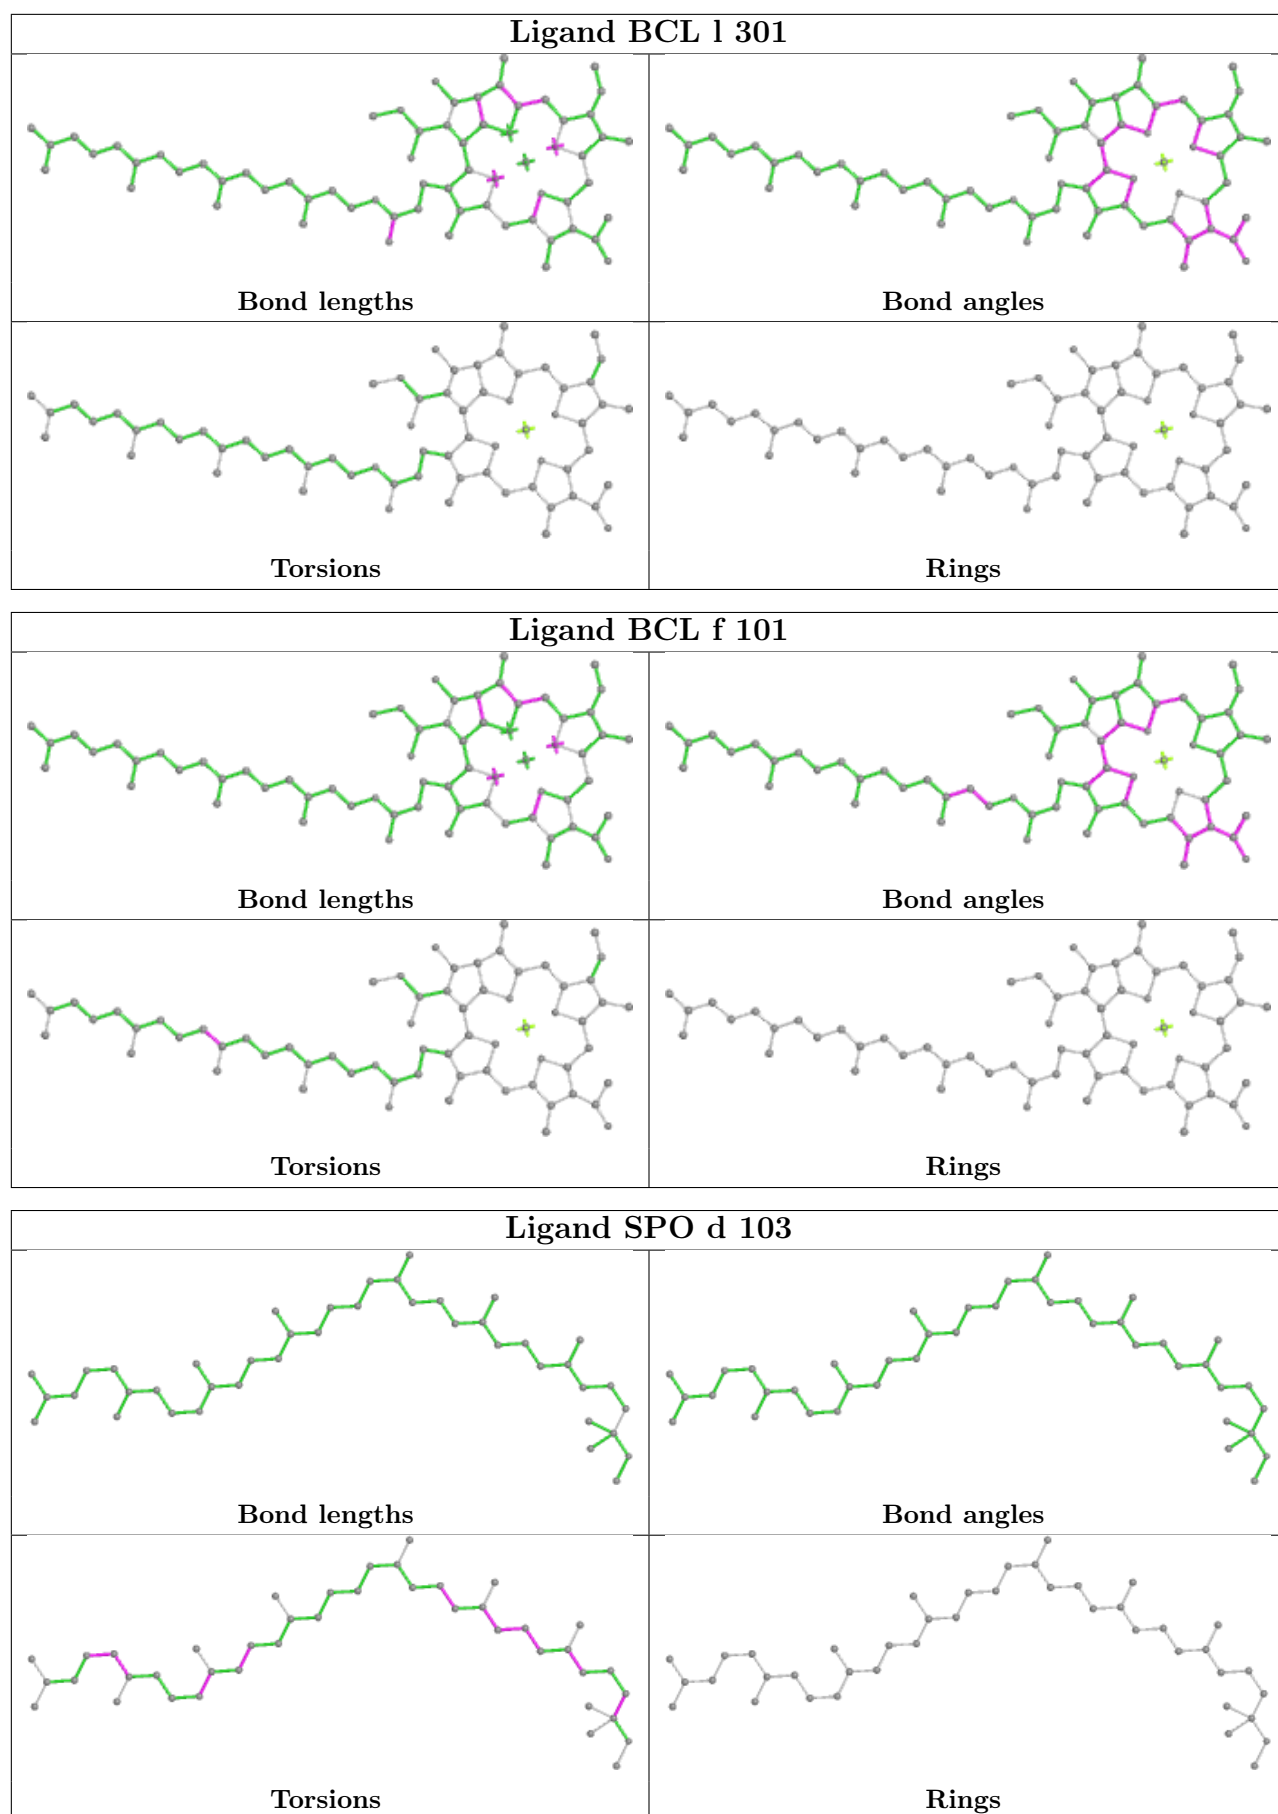 Ligand BCL l 301
Bond lengths
Bond angles
Torsions
Rings
Ligand BCL f 101
Bond lengths
Bond angles
Torsions
Rings
Ligand SPO d 103
Bond lengths
Bond angles
Torsions
Rings